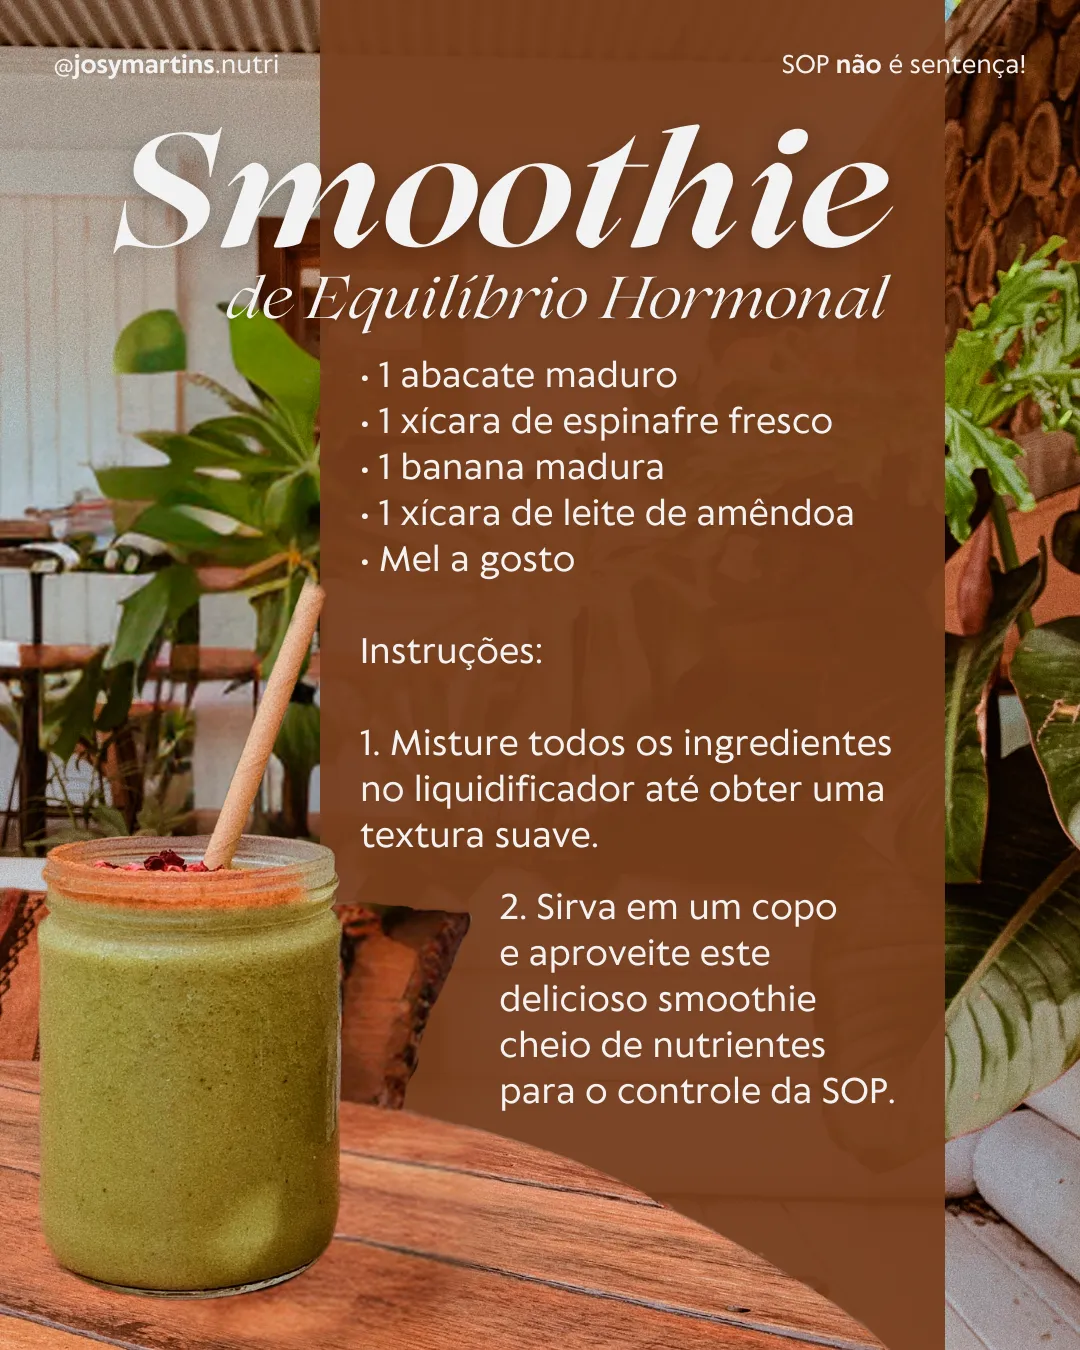 @josymartins.nutri
SOP não é sentença!
Smoothie
de Equilíbrio Hormonal
• 1 abacate maduro
• 1 xícara de espinafre fresco
• 1 banana madura
• 1 xícara de leite de amêndoa
• Mel a gosto
Instruções:
1. Misture todos os ingredientes
no liquidificador até obter uma
textura suave.
2. Sirva em um copo
e aproveite este
delicioso smoothie
cheio de nutrientes
para o controle da SOP.